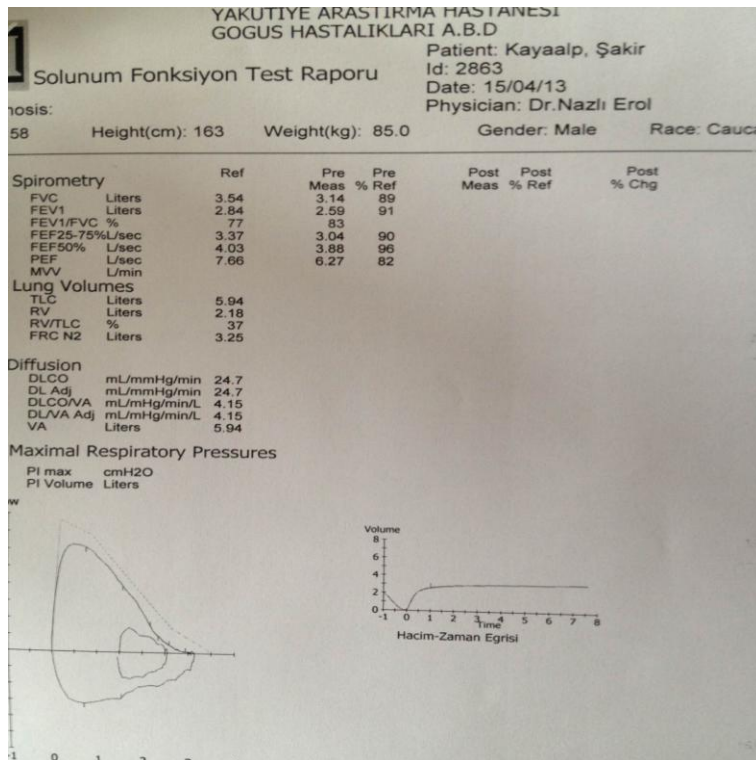 YAKUTİYE ARAŞTIRMA HASTANESİ
GOGUS HASTALIKLARI A.B.D
Solunum Fonksiyon Test Raporu
Patient: Kayaalp, Şakir
Id: 2863
Date: 15/04/13
Physician: Dr.Nazlı Erol
nosis:
58 Height(cm): 163 Weight(kg): 85.0 Gender: Male Race: Cauca
Spirometry Ref Pre Meas Pre % Ref Post Meas Post % Ref Post % Chg
FVC Liters 3.54 3.14 89
FEV1 Liters 2.84 2.59 91
FEV1/FVC % 77 83
FEF25-75%L/sec 3.37 3.04 90
FEF50% L/sec 4.03 3.88 96
PEF L/sec 7.66 6.27 82
MVV L/min
Lung Volumes
TLC Liters 5.94
RV Liters 2.18
RV/TLC % 37
FRC N2 Liters 3.25
Diffusion
DLCO mL/mmHg/min 24.7
DL Adj mL/mmHg/min 24.7
DLCO/VA mL/mHg/min/L 4.15
DL/VA Adj mL/mHg/min/L 4.15
VA Liters 5.94
Maximal Respiratory Pressures
PI max cmH2O
PI Volume Liters
Volume
8
6
4
2
0
-1 0 1 2 3 4 5 6 7 8
Time
Hacim-Zaman Egrisi
-1 0 1 2